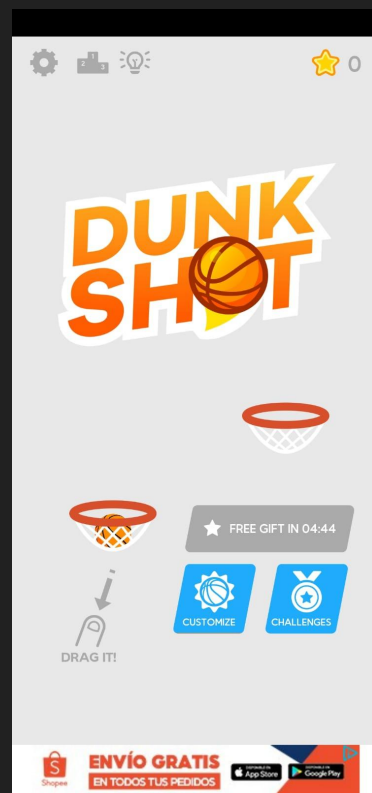 0
DUNK
SHOT
FREE GIFT IN 04:44
CUSTOMIZE
CHALLENGES
DRAG IT!
Shopee
ENVÍO GRATIS
EN TODOS TUS PEDIDOS
App Store
Google Play